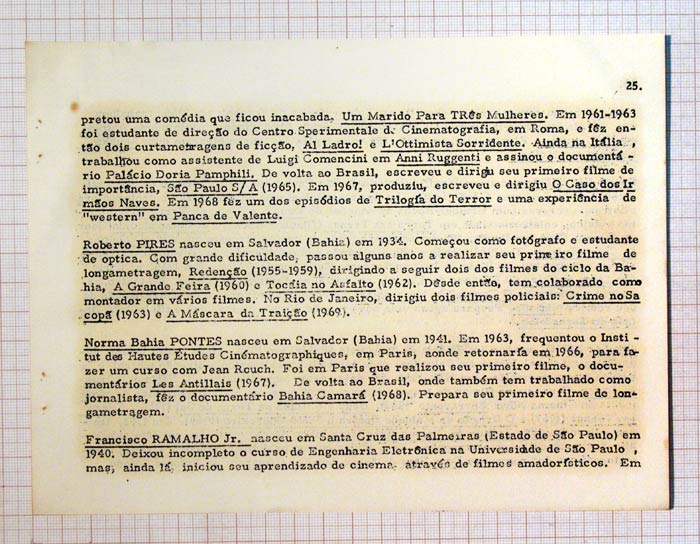 25.
pretou uma comédia que ficou inacabada, Um Marido Para TRês Mulheres. Em 1961-1963
foi estudante de direção do Centro Sperimentale di Cinematografia, em Roma, e fêz en-
tão dois curtametragens de ficção, Al Ladro! e L'Ottimista Sorridente. Ainda na Itália ,
trabalhou como assistente de Luigi Comencini em Anni Ruggenti e assinou o documentá -
rio Palácio Doria Pamphili. De volta ao Brasil, escreveu e dirigiu seu primeiro filme de
importância, São Paulo S/A (1965). Em 1967, produziu, escreveu e dirigiu O Caso dos Ir
mãos Naves. Em 1968 fêz um dos episódios de Trilogia do Terror e uma experiência de
"western" em Panca de Valente.
Roberto PIRES nasceu em Salvador (Bahia) em 1934. Começou como fotógrafo e estudante
de optica. Com grande dificuldade, passou alguns anos a realizar seu primeiro filme de
longametragem, Redenção (1955-1959), dirigindo a seguir dois dos filmes do ciclo da Ba-
hia, A Grande Feira (1960) e Tocáia no Asfalto (1962). Desde então, tem colaborado como
montador em vários filmes. No Rio de Janeiro, dirigiu dois filmes policiais: Crime no Sa
copã (1963) e A Máscara da Traição (1969).
Norma Bahia PONTES nasceu em Salvador (Bahia) em 1941. Em 1963, frequentou o Insti -
tut des Hautes Études Cinématographiques, em Paris, aonde retornaria em 1966, para fa-
zer um curso com Jean Rouch. Foi em Paris que realizou seu primeiro filme, o docu-
mentários Les Antillais (1967). De volta ao Brasil, onde também tem trabalhado como
jornalista, fêz o documentário Bahia Camará (1968). Prepara seu primeiro filme de lon-
gametragem.
Francisco RAMALHO Jr. nasceu em Santa Cruz das Palmeiras (Estado de São Paulo) em
1940. Deixou incompleto o curso de Engenharia Eletrônica na Universidade de São Paulo ,
mas, ainda lá iniciou seu aprendizado de cinema através de filmes amadorísticos. Em